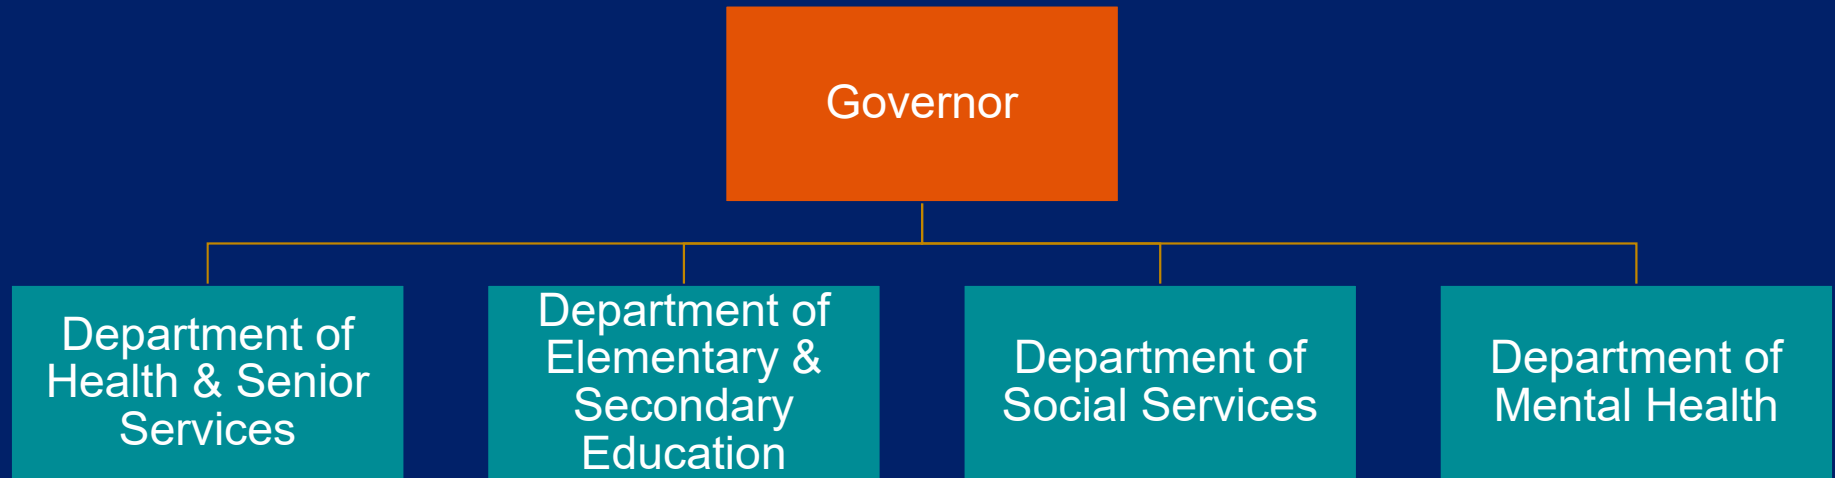 Governor
Department of
Health & Senior
Services
Department of
Elementary &
Secondary
Education
Department of
Social Services
Department of
Mental Health